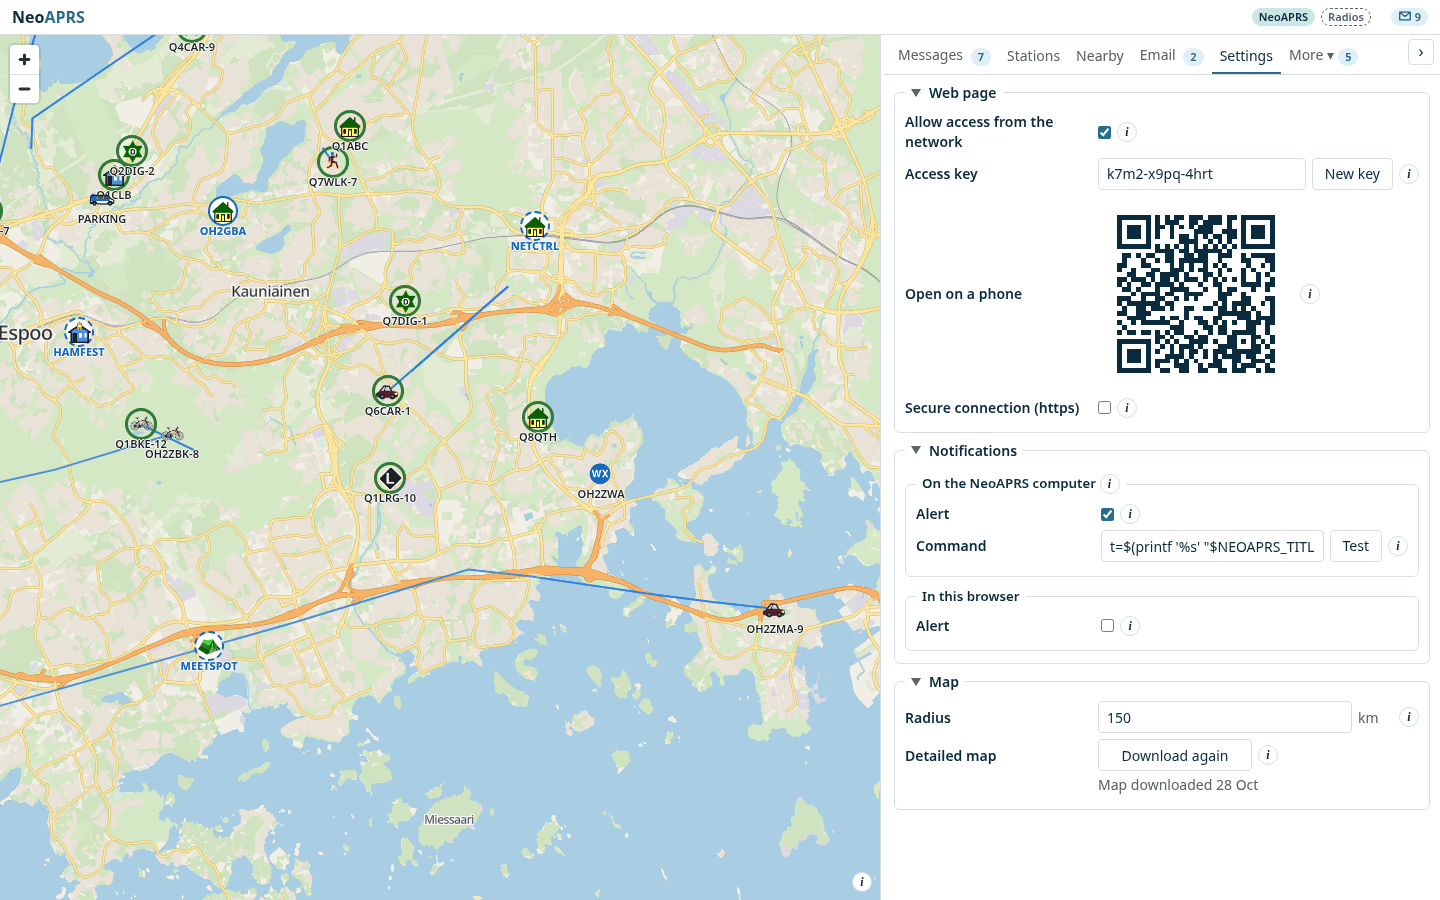 NeoAPRS
NeoAPRS
Radios
9
Messages 7
Stations
Nearby
Email 2
Settings
More ▾ 5
›
+
−
Q4CAR-9
Q1ABC
Q2DIG-2
Q7WLK-7
Q1CLB
PARKING
-7
OH2GBA
NETCTRL
Kauniainen
Q7DIG-1
Espoo
HAMFEST
Q6CAR-1
Q8QTH
Q1BKE-12
OH2ZBK-8
WX
OH2ZWA
L
Q1LRG-10
OH2ZMA-9
MEETSPOT
Miessaari
i
Web page
Allow access from the
network
i
Access key
k7m2-x9pq-4hrt
New key
i
Open on a phone
i
Secure connection (https)
i
Notifications
On the NeoAPRS computer i
Alert
i
Command
t=$(printf '%s' "$NEOAPRS_TITL
Test
i
In this browser
Alert
i
Map
Radius
150
km
i
Detailed map
Download again
i
Map downloaded 28 Oct